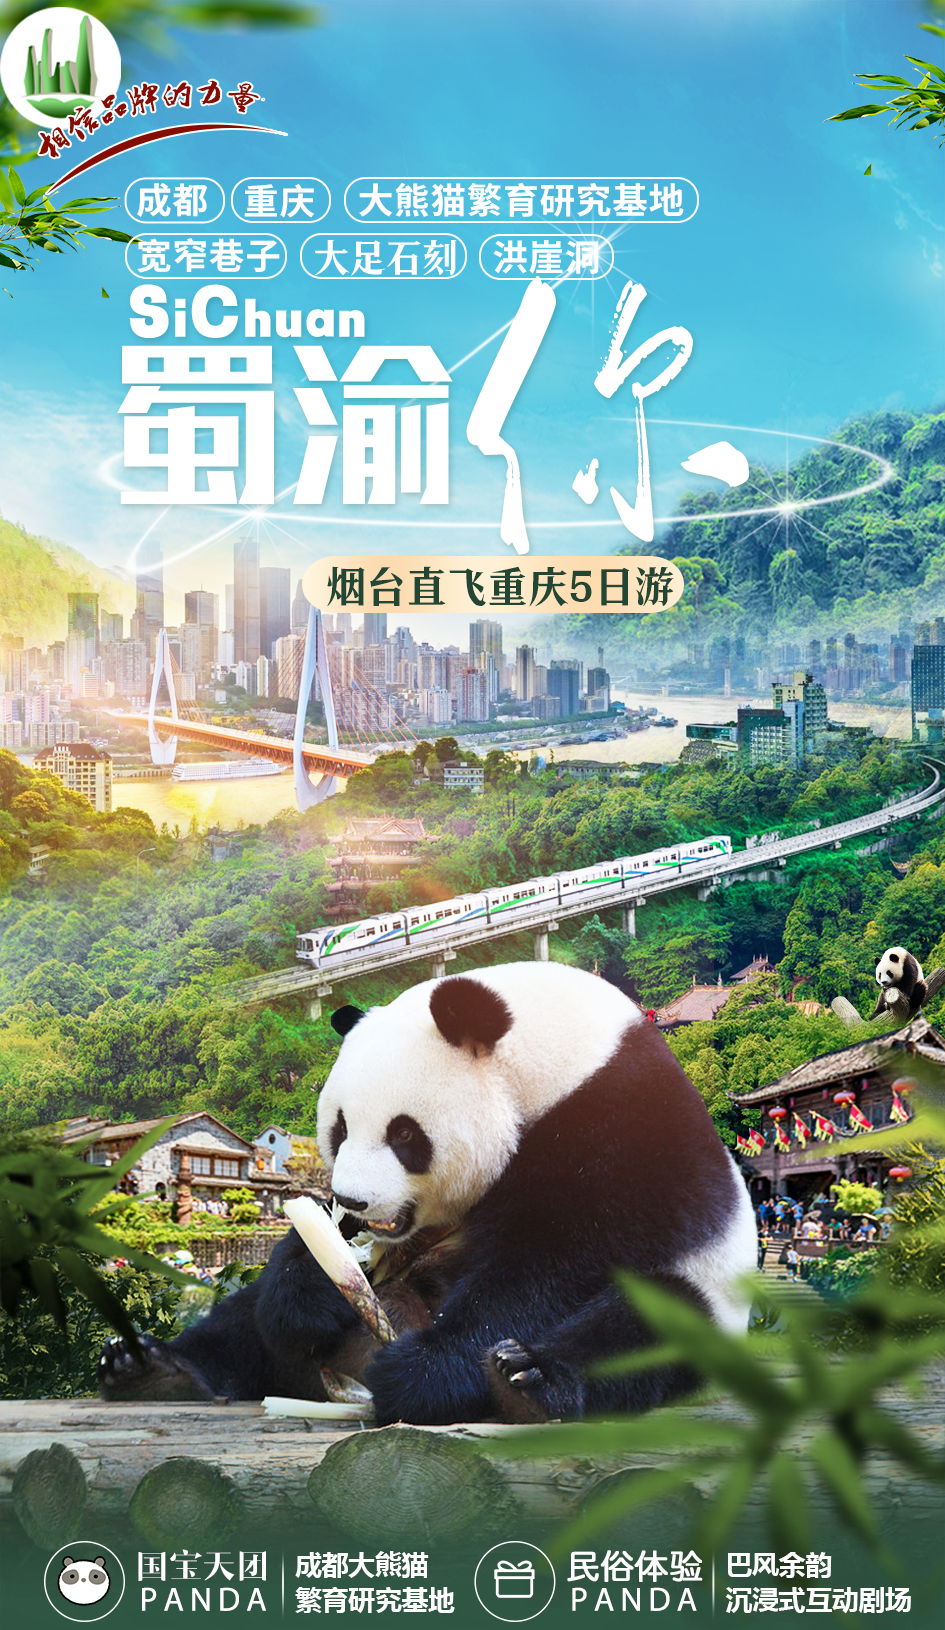 相信品牌的力量
成都 重庆 大熊猫繁育研究基地
宽窄巷子 大足石刻 洪崖洞
SiChuan
蜀渝你
烟台直飞重庆5日游
国宝天团 成都大熊猫
PANDA 繁育研究基地
民俗体验 巴风余韵
PANDA 沉浸式互动剧场